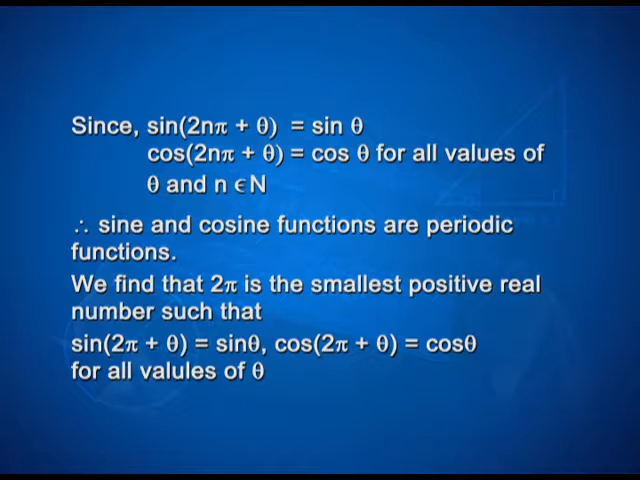 Since, sin(2nπ + θ) = sin θ
cos(2nπ + θ) = cos θ for all values of
θ and n ϵ N
∴ sine and cosine functions are periodic
functions.
We find that 2π is the smallest positive real
number such that
sin(2π + θ) = sinθ, cos(2π + θ) = cosθ
for all valules of θ